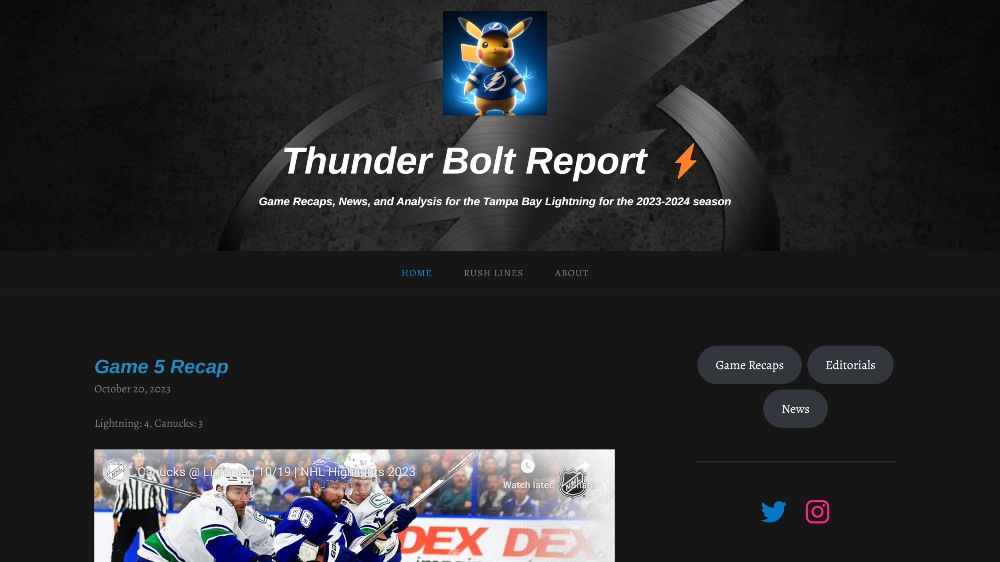 Thunder Bolt Report
Game Recaps, News, and Analysis for the Tampa Bay Lightning for the 2023-2024 season
HOME RUSH LINES ABOUT
Game 5 Recap
October 20, 2023
Lightning: 4, Canucks: 3
Canucks @ Lightning 10/19 | NHL Highlights 2023
Watch later Share
86
DEX DEX
Game Recaps Editorials
News